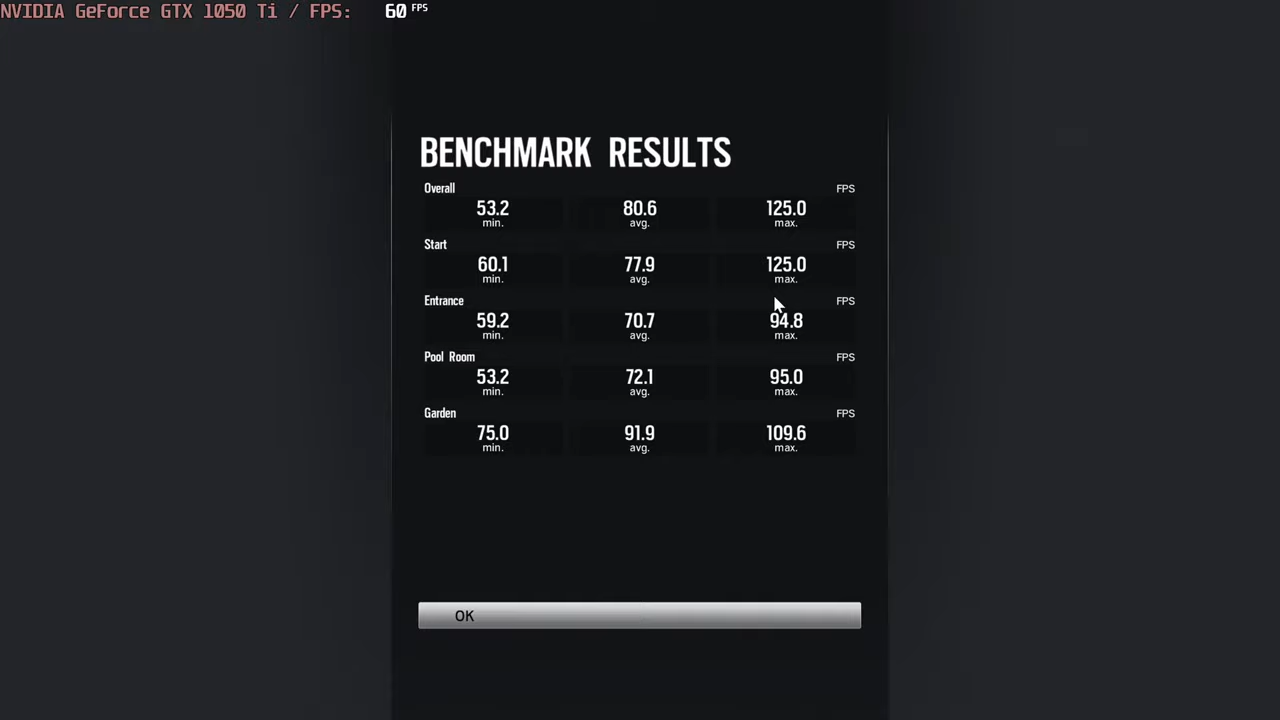 NVIDIA GeForce GTX 1050 Ti / FPS: 60 FPS
BENCHMARK RESULTS
Overall FPS
53.2 80.6 125.0
min. avg. max.
Start FPS
60.1 77.9 125.0
min. avg. max.
Entrance FPS
59.2 70.7 94.8
min. avg. max.
Pool Room FPS
53.2 72.1 95.0
min. avg. max.
Garden FPS
75.0 91.9 109.6
min. avg. max.
OK